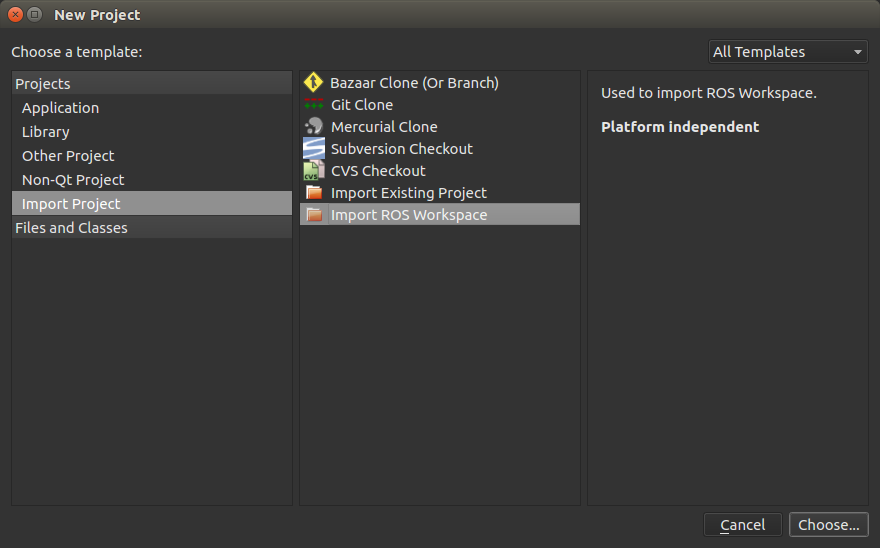 New Project
Choose a template:
All Templates
Projects
Application
Library
Other Project
Non-Qt Project
Import Project
Files and Classes
Bazaar Clone (Or Branch)
Git Clone
Mercurial Clone
Subversion Checkout
CVS
CVS Checkout
Import Existing Project
Import ROS Workspace
Used to import ROS Workspace.
Platform independent
Cancel
Choose...